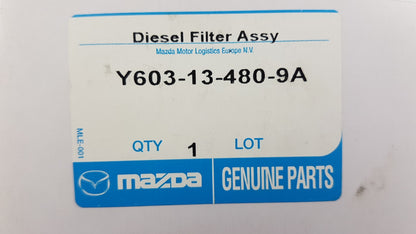 Diesel Filter Assy
Mazda Motor Logistics Europe N.V.
Y603-13-480-9A
MLE-001
QTY 1 LOT
mazda GENUINE PARTS